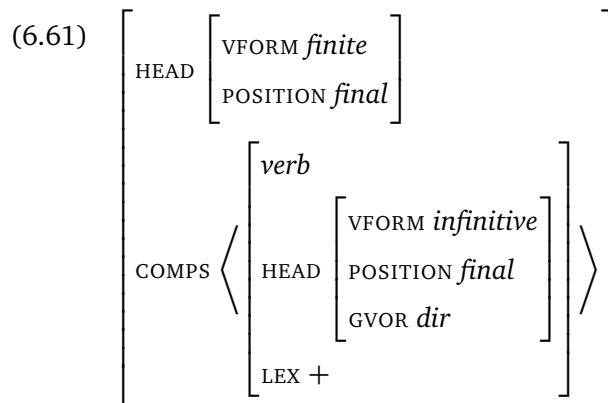 (6.61)
HEAD [VFORM finite
POSITION final]
COMPS ⟨ [verb
HEAD [VFORM infinitive
POSITION final
GVOR dir]
LEX +] ⟩